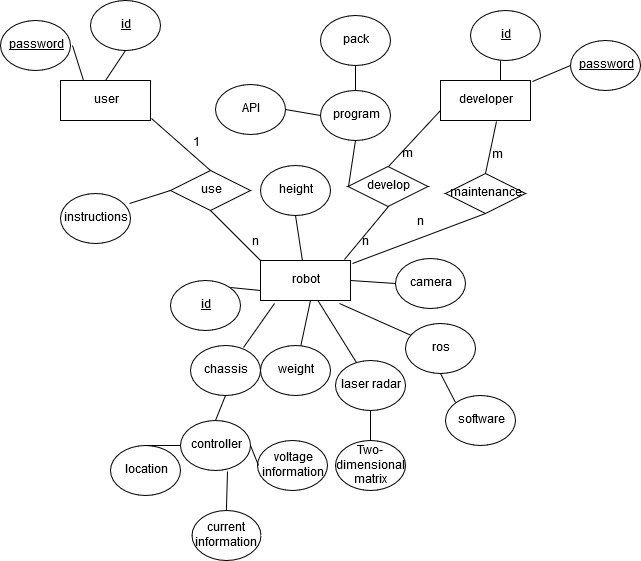 id
password
user
pack
API
program
id
password
developer
1
m
m
use
develop
maintenance
height
instructions
n
n
n
robot
camera
id
chassis
weight
laser radar
ros
software
controller
location
voltage
information
Two-
dimensional
matrix
current
information